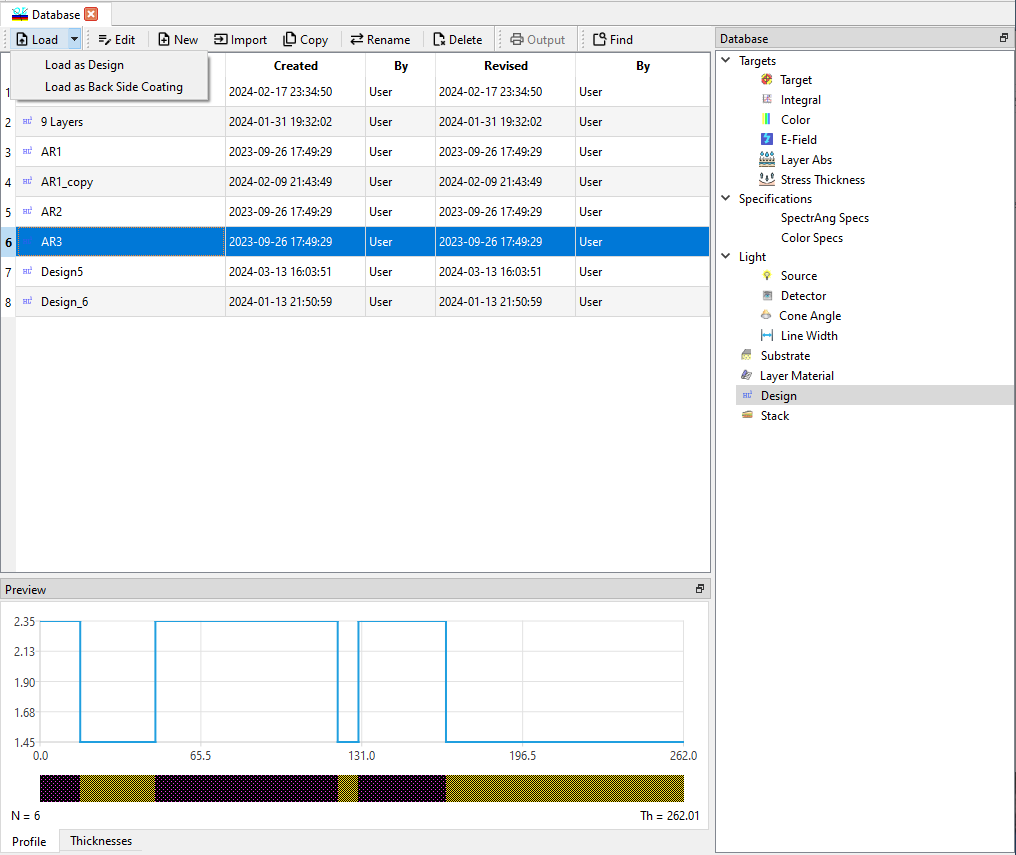 Database
Load Edit New Import Copy Rename Delete Output Find
Load as Design
Load as Back Side Coating
Created By Revised By
1 2024-02-17 23:34:50 User 2024-02-17 23:34:50 User
2 9 Layers 2024-01-31 19:32:02 User 2024-01-31 19:32:02 User
3 AR1 2023-09-26 17:49:29 User 2023-09-26 17:49:29 User
4 AR1_copy 2024-02-09 21:43:49 User 2024-02-09 21:43:49 User
5 AR2 2023-09-26 17:49:29 User 2023-09-26 17:49:29 User
6 AR3 2023-09-26 17:49:29 User 2023-09-26 17:49:29 User
7 Design5 2024-03-13 16:03:51 User 2024-03-13 16:03:51 User
8 Design_6 2024-01-13 21:50:59 User 2024-01-13 21:50:59 User
Preview
2.35
2.13
1.90
1.68
1.45
0.0 65.5 131.0 196.5 262.0
N = 6 Th = 262.01
Profile Thicknesses
Database
Targets
Target
Integral
Color
E-Field
Layer Abs
Stress Thickness
Specifications
SpectrAng Specs
Color Specs
Light
Source
Detector
Cone Angle
Line Width
Substrate
Layer Material
Design
Stack